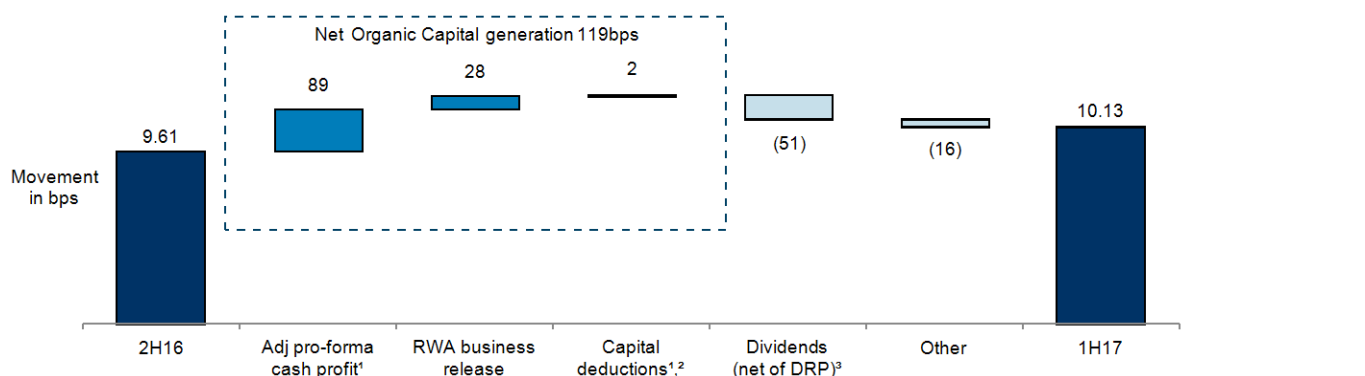 Net Organic Capital generation 119bps
89
28
2
9.61
(51)
(16)
10.13
Movement
in bps
2H16
Adj pro-forma
cash profit¹
RWA business
release
Capital
deductions¹,²
Dividends
(net of DRP)³
Other
1H17